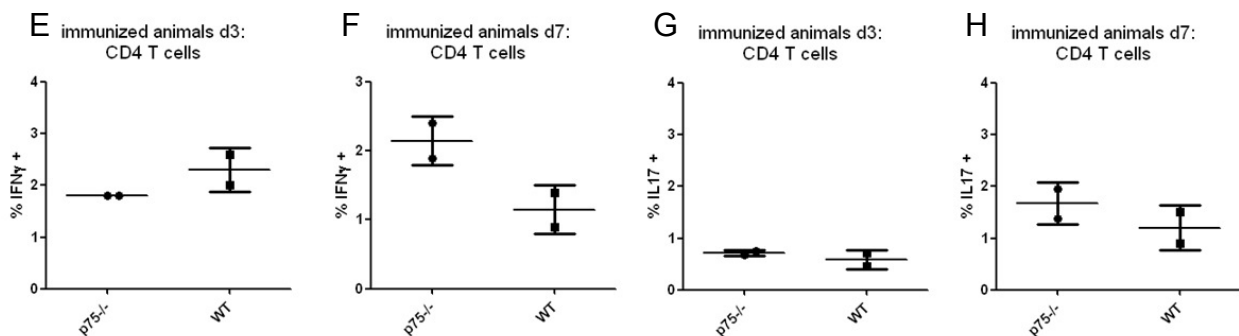 E immunized animals d3:
CD4 T cells
% IFNγ +
4
3
2
1
0
p75-/-
WT
F immunized animals d7:
CD4 T cells
% IFNγ +
3
2
1
0
p75-/-
WT
G immunized animals d3:
CD4 T cells
% IL17 +
4
3
2
1
0
p75-/-
WT
H immunized animals d7:
CD4 T cells
% IL17 +
4
3
2
1
0
p75-/-
WT